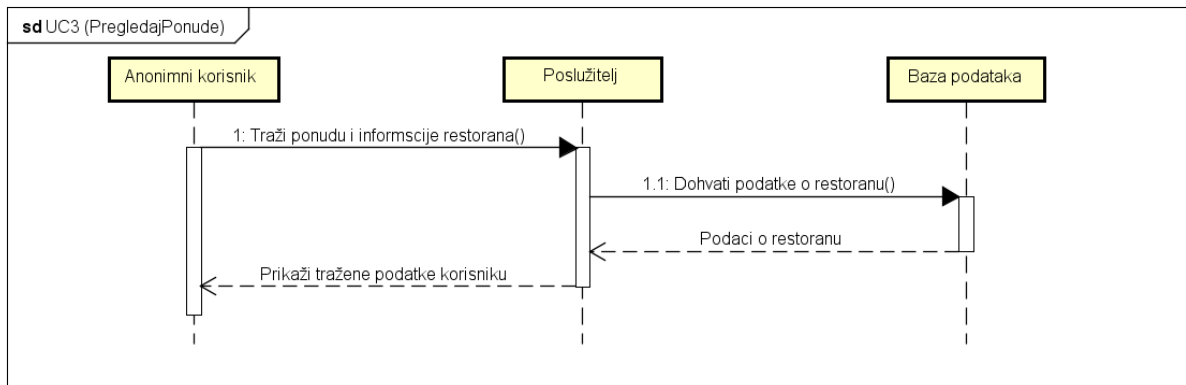 sd UC3 (PregledajPonude)
Anonimni korisnik
Poslužitelj
Baza podataka
1: Traži ponudu i informscije restorana()
1.1: Dohvati podatke o restoranu()
Podaci o restoranu
Prikaži tražene podatke korisniku